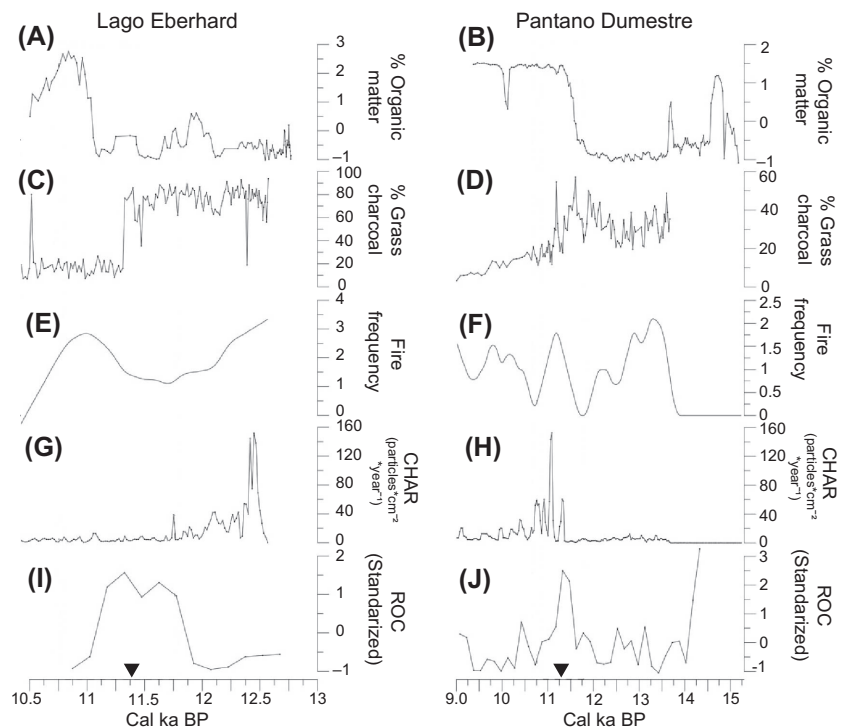 Lago Eberhard
Pantano Dumestre
(A)
3
2
1
0
−1
% Organic
matter
(B)
2
1
0
−1
% Organic
matter
(C)
100
80
60
40
20
0
% Grass
charcoal
(D)
60
40
20
0
% Grass
charcoal
(E)
4
3
2
1
0
Fire
frequency
(F)
2.5
2
1.5
1
0.5
0
Fire
frequency
(G)
160
120
80
40
0
CHAR
(particles*cm⁻²
*year⁻¹)
(H)
160
120
80
40
0
CHAR
(particles*cm⁻²
*year⁻¹)
(I)
2
1
0
−1
ROC
(Standarized)
(J)
3
2
1
0
−1
ROC
(Standarized)
10.5 11 11.5 12 12.5 13
Cal ka BP
9.0 10 11 12 13 14 15
Cal ka BP